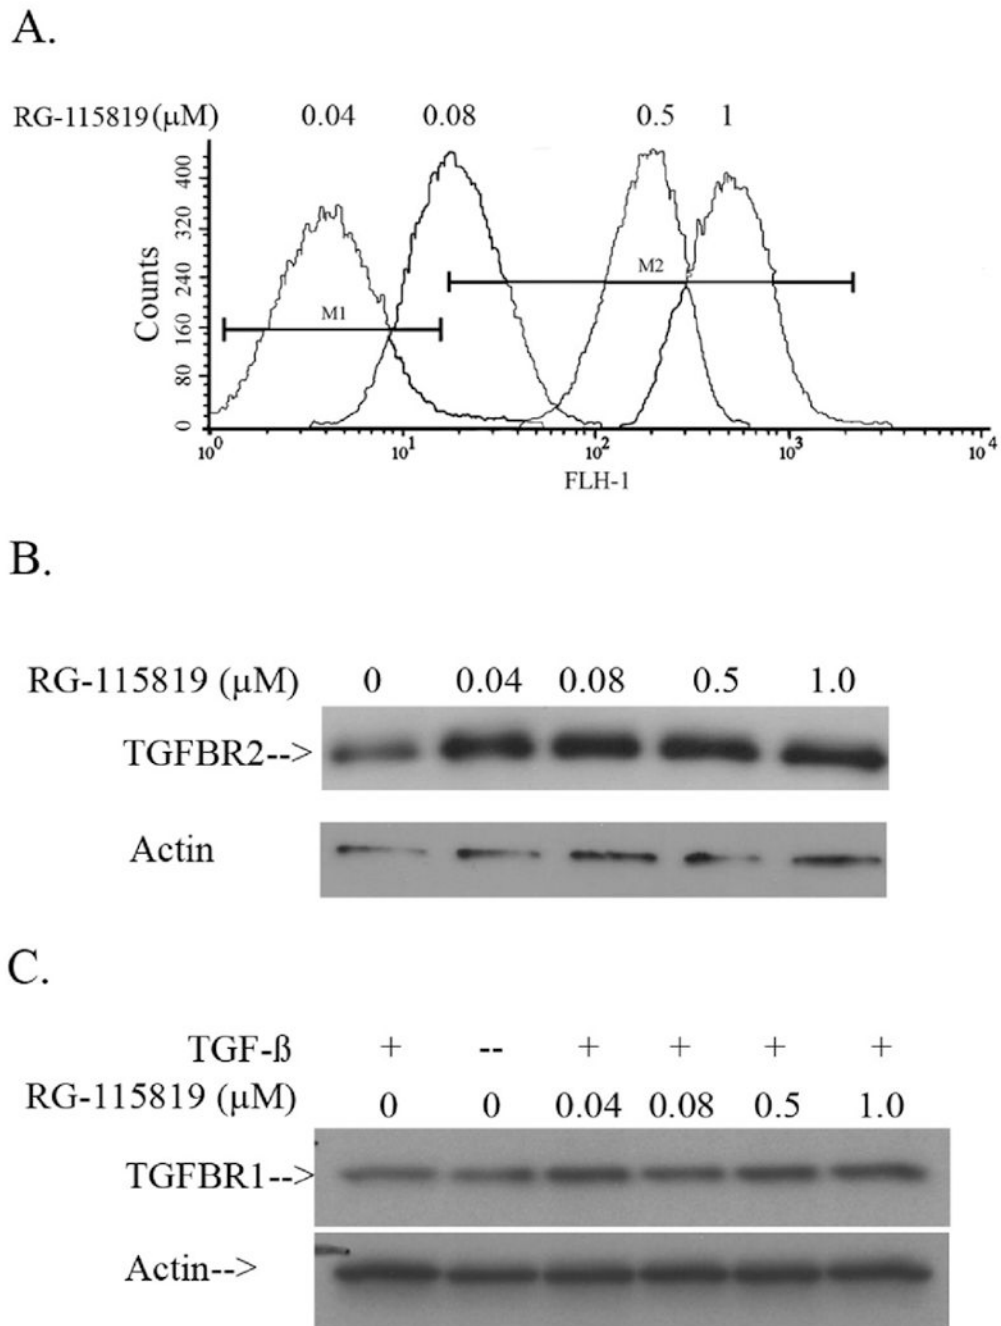 A.
RG-115819(μM) 0.04 0.08 0.5 1
400
320
240
160
80
0
Counts
M1
M2
10^0 10^1 10^2 10^3 10^4
FLH-1
B.
RG-115819 (μM) 0 0.04 0.08 0.5 1.0
TGFBR2-->
Actin
C.
TGF-ß + -- + + + +
RG-115819 (μM) 0 0 0.04 0.08 0.5 1.0
TGFBR1-->
Actin-->